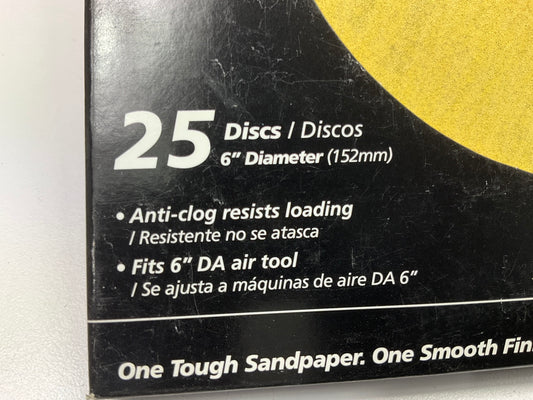 25 Discs / Discos
6" Diameter (152mm)
• Anti-clog resists loading
/ Resistente no se atasca
• Fits 6" DA air tool
/ Se ajusta a máquinas de aire DA 6"
One Tough Sandpaper. One Smooth